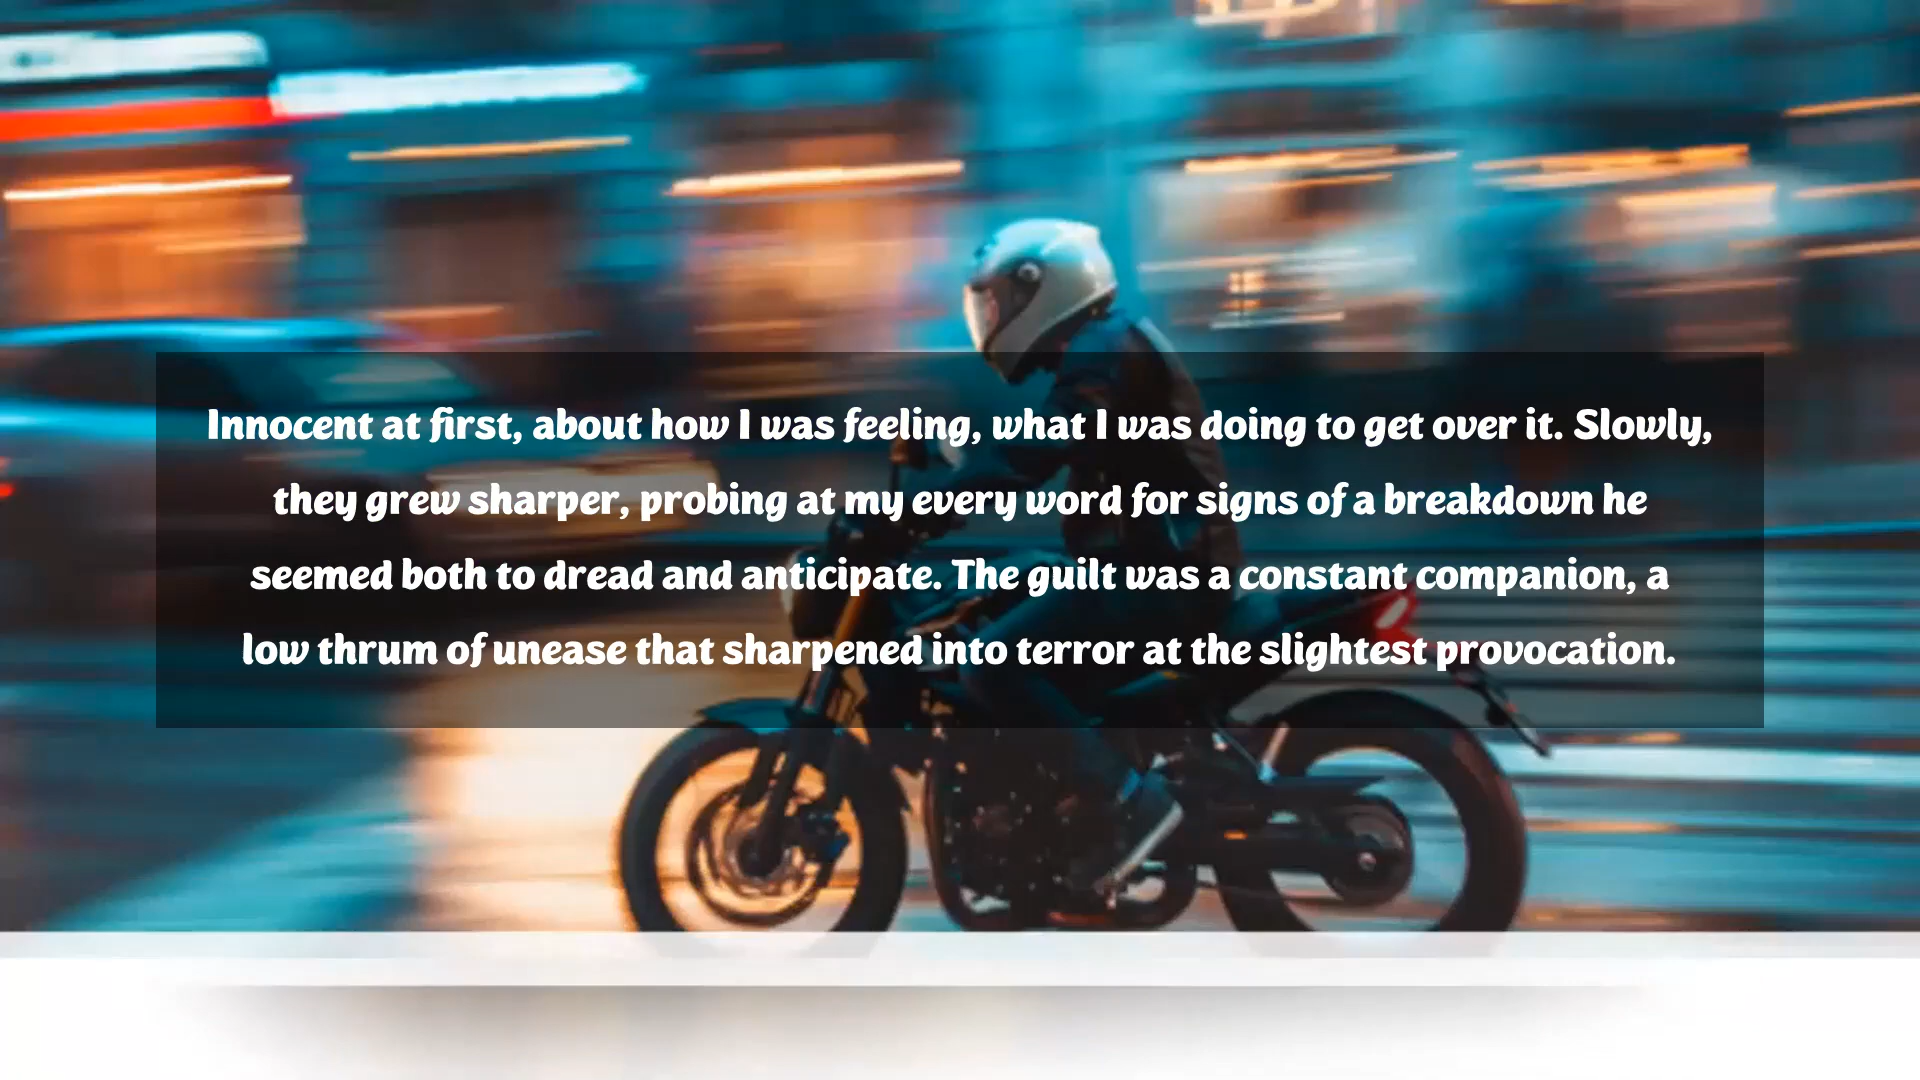 Innocent at first, about how I was feeling, what I was doing to get over it. Slowly,
they grew sharper, probing at my every word for signs of a breakdown he
seemed both to dread and anticipate. The guilt was a constant companion, a
low thrum of unease that sharpened into terror at the slightest provocation.